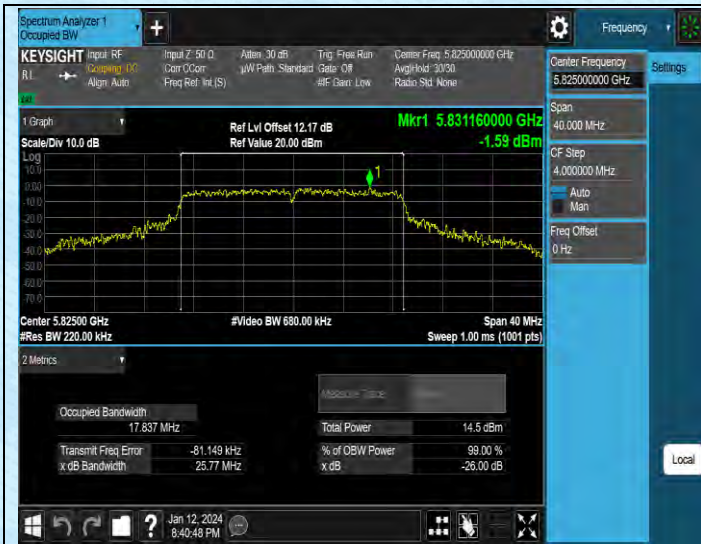 Spectrum Analyzer 1
Occupied BW
+
Frequency
KEYSIGHT Input: RF
Coupling: DC
Align: Auto
RL
Input Z: 50 Ω
Corr CCorr
Freq Ref: Int (S)
Atten: 30 dB
µW Path: Standard
Trig: Free Run
Gate: Off
#IF Gain: Low
Center Freq: 5.825000000 GHz
Avg|Hold: 30/30
Radio Std: None
Center Frequency
5.825000000 GHz
Settings
Span
40.000 MHz
CF Step
4.000000 MHz
Auto
Man
Freq Offset
0 Hz
Local
1 Graph
Scale/Div 10.0 dB
Ref Lvl Offset 12.17 dB
Ref Value 20.00 dBm
Mkr1 5.831160000 GHz
-1.59 dBm
Log
10.0
0.00
-10.0
-20.0
-30.0
-40.0
-50.0
-60.0
-70.0
1
Center 5.82500 GHz
#Res BW 220.00 kHz
#Video BW 680.00 kHz
Span 40 MHz
Sweep 1.00 ms (1001 pts)
2 Metrics
Measure Trace
Occupied Bandwidth
17.837 MHz
Total Power 14.5 dBm
Transmit Freq Error -81.149 kHz
% of OBW Power 99.00 %
x dB Bandwidth 25.77 MHz
x dB -26.00 dB
?
Jan 12, 2024
8:40:48 PM